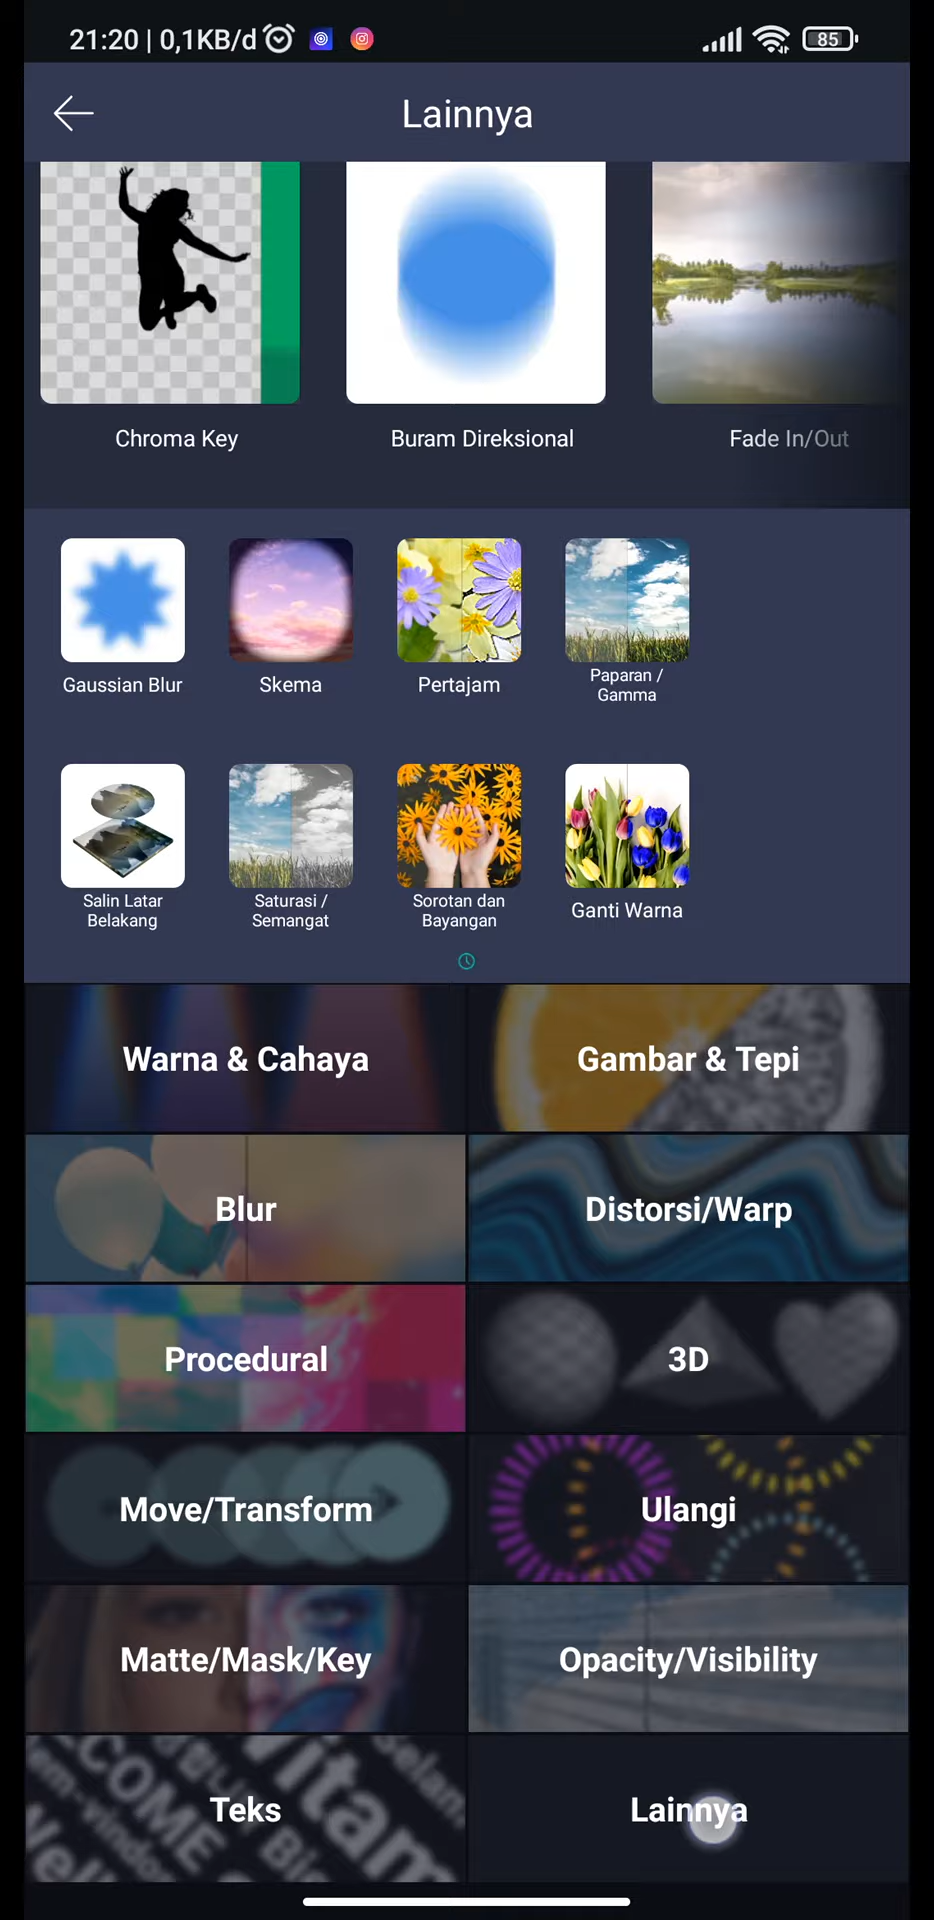 21:20 | 0,1KB/d
85
Lainnya
Chroma Key
Buram Direksional
Fade In/Out
Gaussian Blur
Skema
Pertajam
Paparan /
Gamma
Salin Latar
Belakang
Saturasi /
Semangat
Sorotan dan
Bayangan
Ganti Warna
Warna & Cahaya
Gambar & Tepi
Blur
Distorsi/Warp
Procedural
3D
Move/Transform
Ulangi
Matte/Mask/Key
Opacity/Visibility
Teks
Lainnya